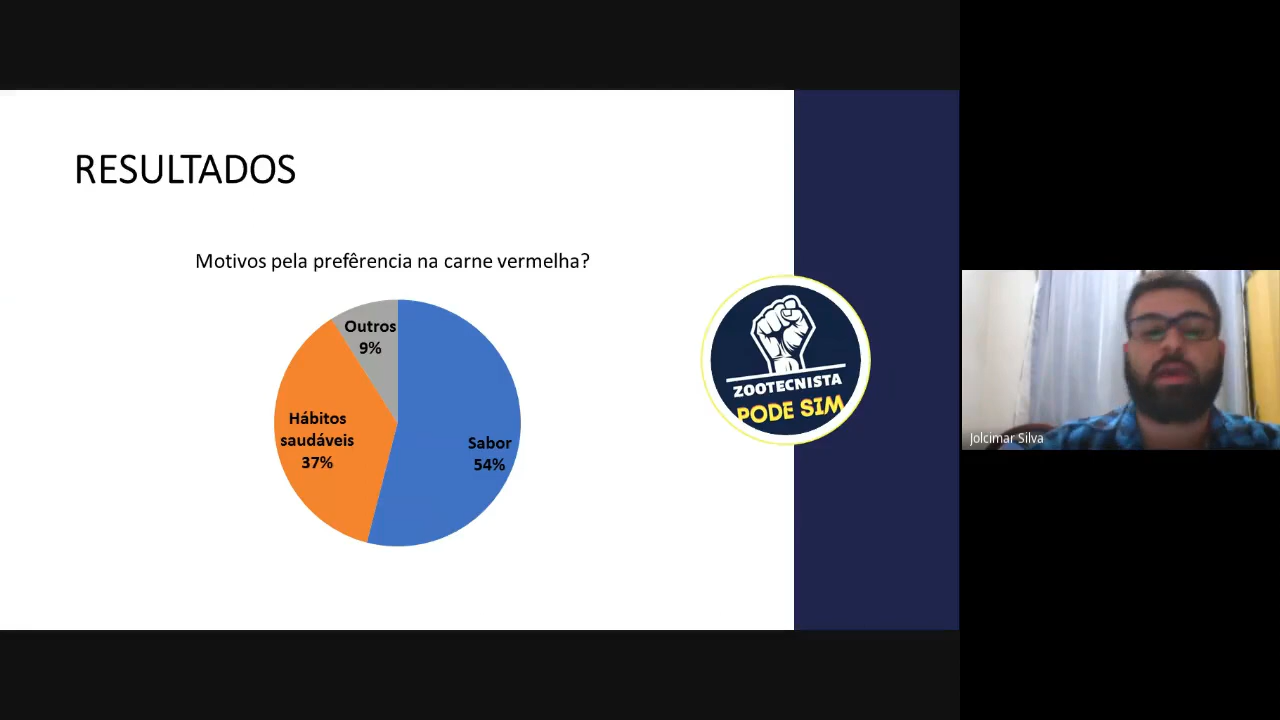 RESULTADOS
Motivos pela prefêrencia na carne vermelha?
Outros
9%
Hábitos
saudáveis
37%
Sabor
54%
ZOOTECNISTA
PODE SIM
Jolcimar Silva